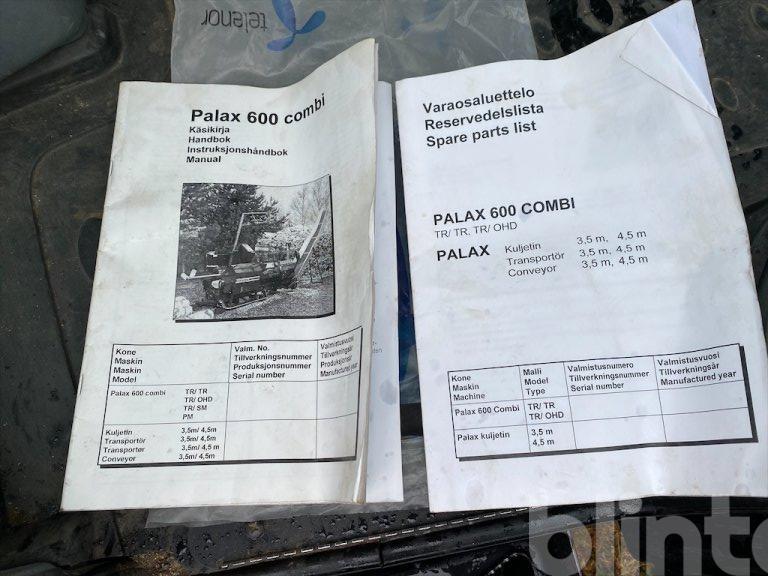 telenor
Palax 600 combi
Käsikirja
Handbok
Instruksjonshåndbok
Manual
Kone
Maskin
Maskin
Model
Valm. No.
Tillverkningsnummer
Produksjonsnummer
Serial number
Valmistusvuosi
Tillverkningsår
Produksjonsår
Manufactured year
Palax 600 combi
TR/ TR
TR/ OHD
TR/ SM
PM
Kuljetin 3,5m/ 4,5m
Transportör 3,5m/ 4,5 m
Transportør 3,5m/ 4,5 m
Conveyor 3,5m/ 4,5m
Varaosaluettelo
Reservedelslista
Spare parts list
PALAX 600 COMBI
TR/ TR. TR/ OHD
PALAX Kuljetin 3,5 m, 4,5 m
Transportör 3,5 m, 4,5 m
Conveyor 3,5 m, 4,5 m
Kone
Maskin
Machine
Malli
Model
Type
Valmistusnumero
Tillverkningsnummer
Serial number
Valmistusvuosi
Tillverkningsår
Manufactured year
Palax 600 Combi
TR/ TR
TR/ OHD
Palax kuljetin
3,5 m
4,5 m